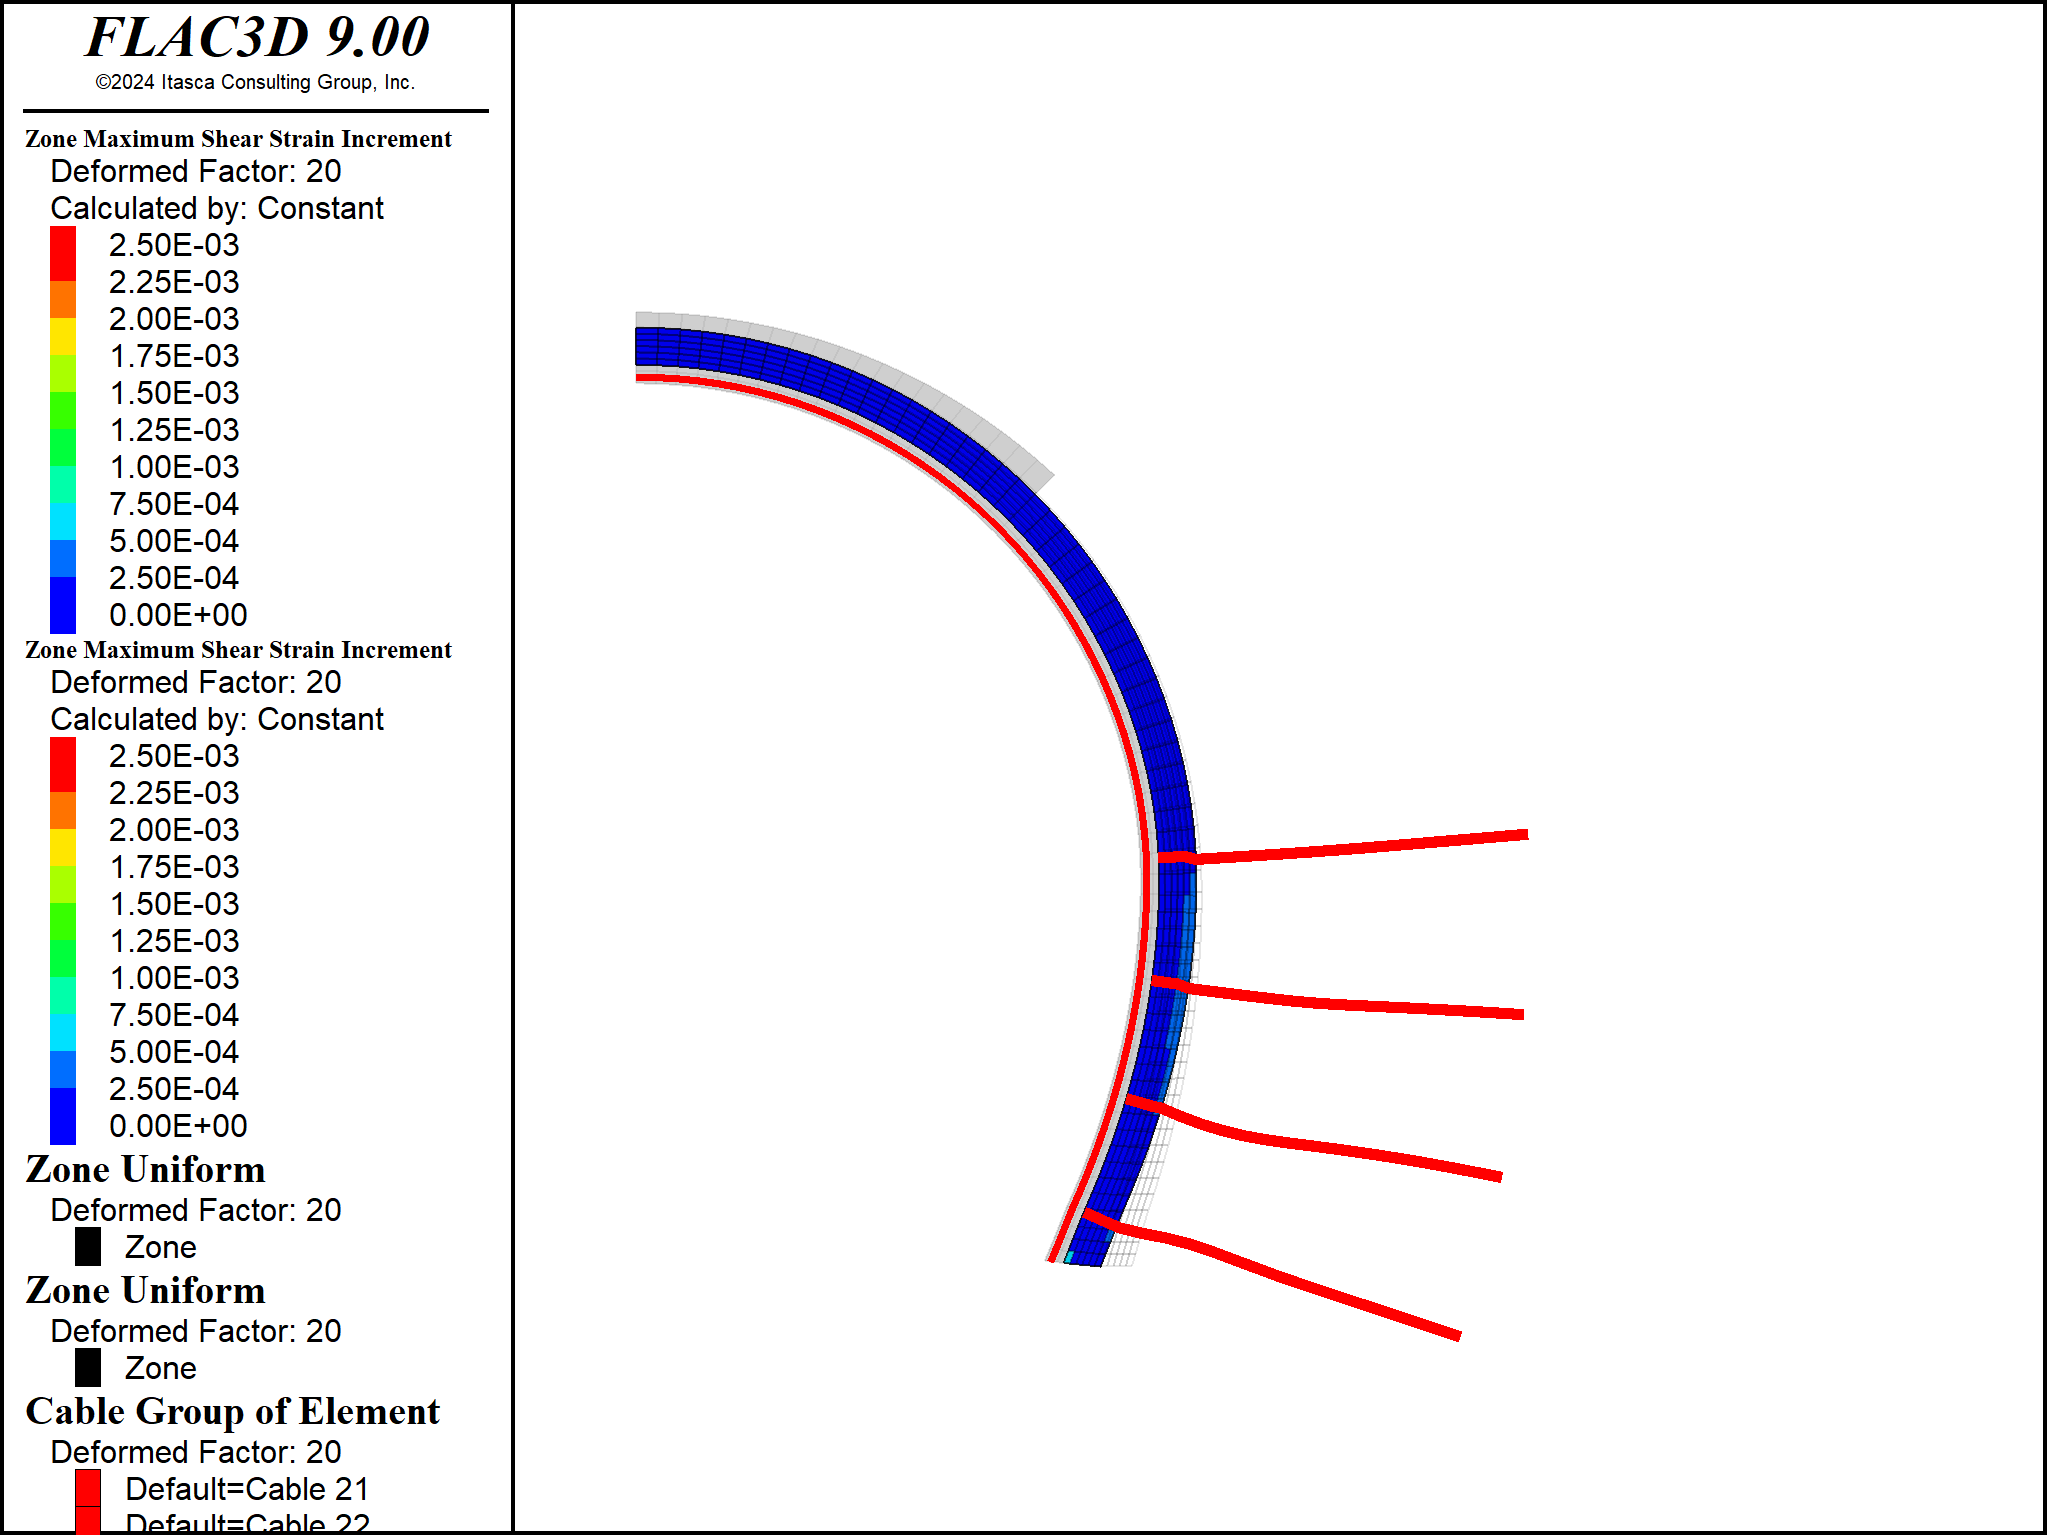 FLAC3D 9.00
©2024 Itasca Consulting Group, Inc.
Zone Maximum Shear Strain Increment
Deformed Factor: 20
Calculated by: Constant
2.50E-03
2.25E-03
2.00E-03
1.75E-03
1.50E-03
1.25E-03
1.00E-03
7.50E-04
5.00E-04
2.50E-04
0.00E+00
Zone Maximum Shear Strain Increment
Deformed Factor: 20
Calculated by: Constant
2.50E-03
2.25E-03
2.00E-03
1.75E-03
1.50E-03
1.25E-03
1.00E-03
7.50E-04
5.00E-04
2.50E-04
0.00E+00
Zone Uniform
Deformed Factor: 20
Zone
Zone Uniform
Deformed Factor: 20
Zone
Cable Group of Element
Deformed Factor: 20
Default=Cable 21
Default=Cable 22